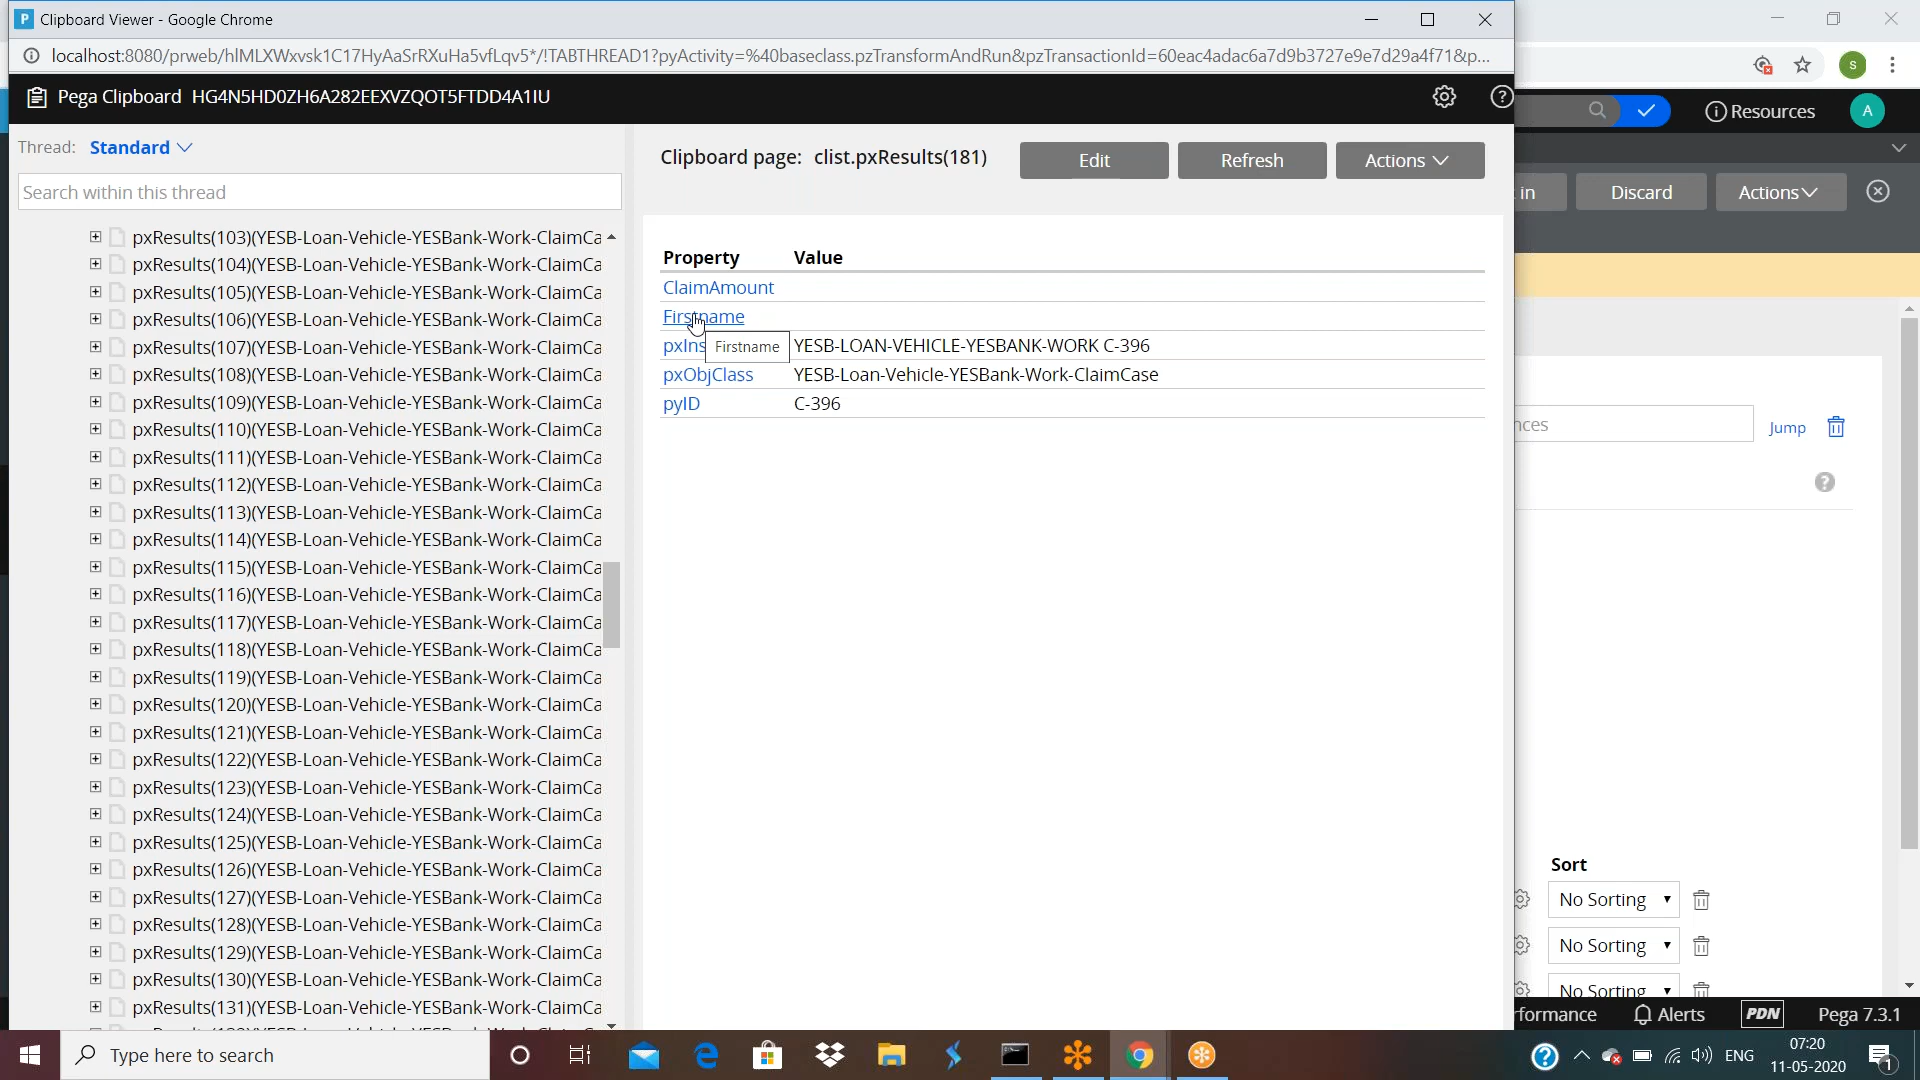 Clipboard Viewer - Google Chrome
localhost:8080/prweb/hlMLXWxvsk1C17HyAaSrRXuHa5vfLqv5*/!TABTHREAD1?pyActivity=%40baseclass.pzTransformAndRun&pzTransactionId=60eac4adac6a7d9b3727e9e7d29a4f71&p...
Pega Clipboard HG4N5HD0ZH6A282EEXVZQOT5FTDD4A1IU
Resources
A
S
Thread: Standard
Search within this thread
pxResults(103)(YESB-Loan-Vehicle-YESBank-Work-ClaimCa
pxResults(104)(YESB-Loan-Vehicle-YESBank-Work-ClaimCa
pxResults(105)(YESB-Loan-Vehicle-YESBank-Work-ClaimCa
pxResults(106)(YESB-Loan-Vehicle-YESBank-Work-ClaimCa
pxResults(107)(YESB-Loan-Vehicle-YESBank-Work-ClaimCa
pxResults(108)(YESB-Loan-Vehicle-YESBank-Work-ClaimCa
pxResults(109)(YESB-Loan-Vehicle-YESBank-Work-ClaimCa
pxResults(110)(YESB-Loan-Vehicle-YESBank-Work-ClaimCa
pxResults(111)(YESB-Loan-Vehicle-YESBank-Work-ClaimCa
pxResults(112)(YESB-Loan-Vehicle-YESBank-Work-ClaimCa
pxResults(113)(YESB-Loan-Vehicle-YESBank-Work-ClaimCa
pxResults(114)(YESB-Loan-Vehicle-YESBank-Work-ClaimCa
pxResults(115)(YESB-Loan-Vehicle-YESBank-Work-ClaimCa
pxResults(116)(YESB-Loan-Vehicle-YESBank-Work-ClaimCa
pxResults(117)(YESB-Loan-Vehicle-YESBank-Work-ClaimCa
pxResults(118)(YESB-Loan-Vehicle-YESBank-Work-ClaimCa
pxResults(119)(YESB-Loan-Vehicle-YESBank-Work-ClaimCa
pxResults(120)(YESB-Loan-Vehicle-YESBank-Work-ClaimCa
pxResults(121)(YESB-Loan-Vehicle-YESBank-Work-ClaimCa
pxResults(122)(YESB-Loan-Vehicle-YESBank-Work-ClaimCa
pxResults(123)(YESB-Loan-Vehicle-YESBank-Work-ClaimCa
pxResults(124)(YESB-Loan-Vehicle-YESBank-Work-ClaimCa
pxResults(125)(YESB-Loan-Vehicle-YESBank-Work-ClaimCa
pxResults(126)(YESB-Loan-Vehicle-YESBank-Work-ClaimCa
pxResults(127)(YESB-Loan-Vehicle-YESBank-Work-ClaimCa
pxResults(128)(YESB-Loan-Vehicle-YESBank-Work-ClaimCa
pxResults(129)(YESB-Loan-Vehicle-YESBank-Work-ClaimCa
pxResults(130)(YESB-Loan-Vehicle-YESBank-Work-ClaimCa
pxResults(131)(YESB-Loan-Vehicle-YESBank-Work-ClaimCa
Clipboard page: clist.pxResults(181)
Edit Refresh Actions
Property Value
ClaimAmount
Firstname
pxIns YESB-LOAN-VEHICLE-YESBANK-WORK C-396
Firstname
pxObjClass YESB-Loan-Vehicle-YESBank-Work-ClaimCase
pyID C-396
in Discard Actions
nces Jump
Sort
No Sorting
No Sorting
No Sorting
rformance Alerts PDN Pega 7.3.1
Type here to search
ENG 07:20
11-05-2020
1